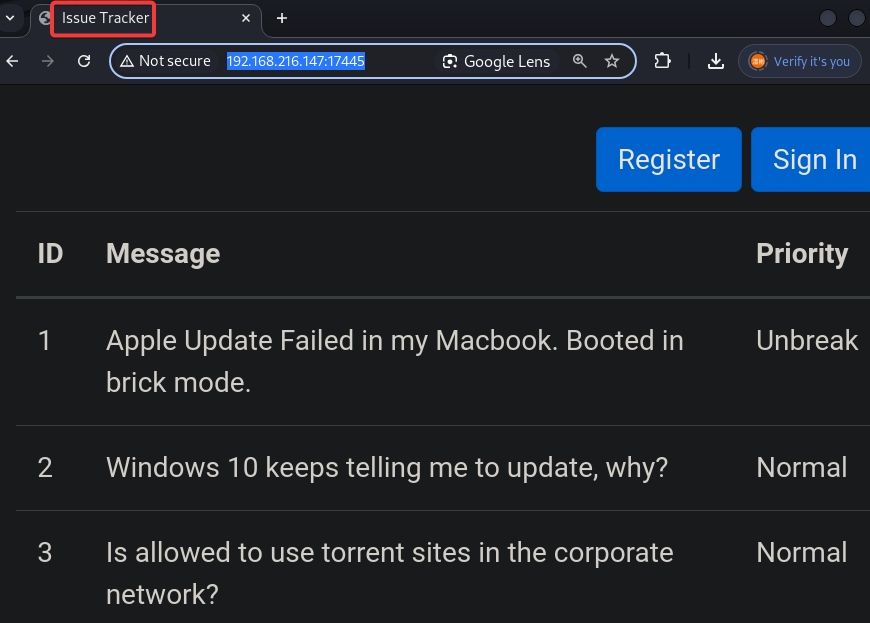 Issue Tracker
Not secure 192.168.216.147:17445 Google Lens Verify it's you
Register Sign In
ID Message Priority
1 Apple Update Failed in my Macbook. Booted in Unbreak
brick mode.
2 Windows 10 keeps telling me to update, why? Normal
3 Is allowed to use torrent sites in the corporate Normal
network?